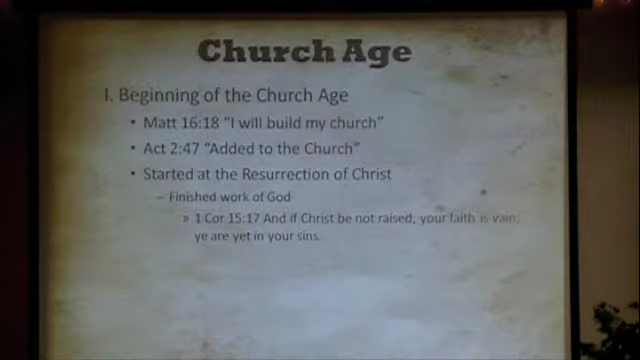 Church Age
I. Beginning of the Church Age
• Matt 16:18 "I will build my church"
• Act 2:47 "Added to the Church"
• Started at the Resurrection of Christ
– Finished work of God
» 1 Cor 15:17 And if Christ be not raised, your faith is vain;
ye are yet in your sins.